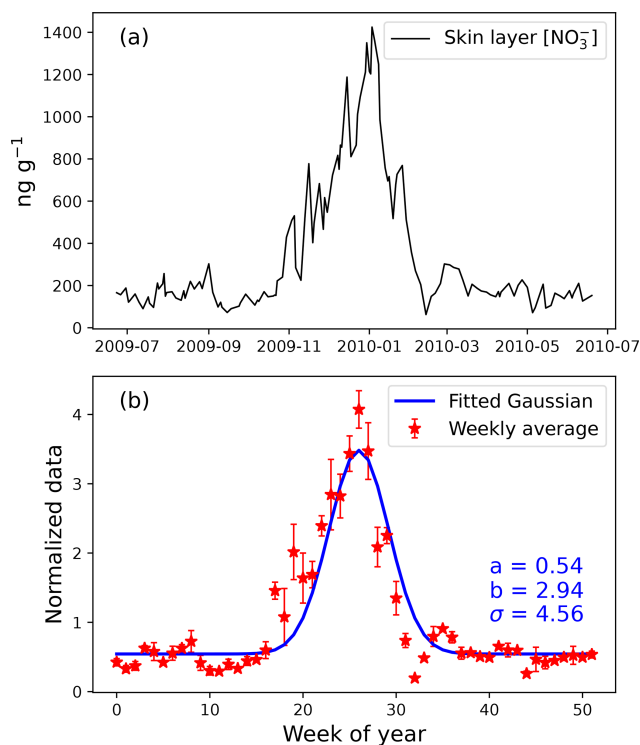 (a)
Skin layer [NO₃⁻]
ng g⁻¹
1400
1200
1000
800
600
400
200
0
2009-07 2009-09 2009-11 2010-01 2010-03 2010-05 2010-07
(b)
Fitted Gaussian
Weekly average
Normalized data
4
3
2
1
0
a = 0.54
b = 2.94
σ = 4.56
0 10 20 30 40 50
Week of year